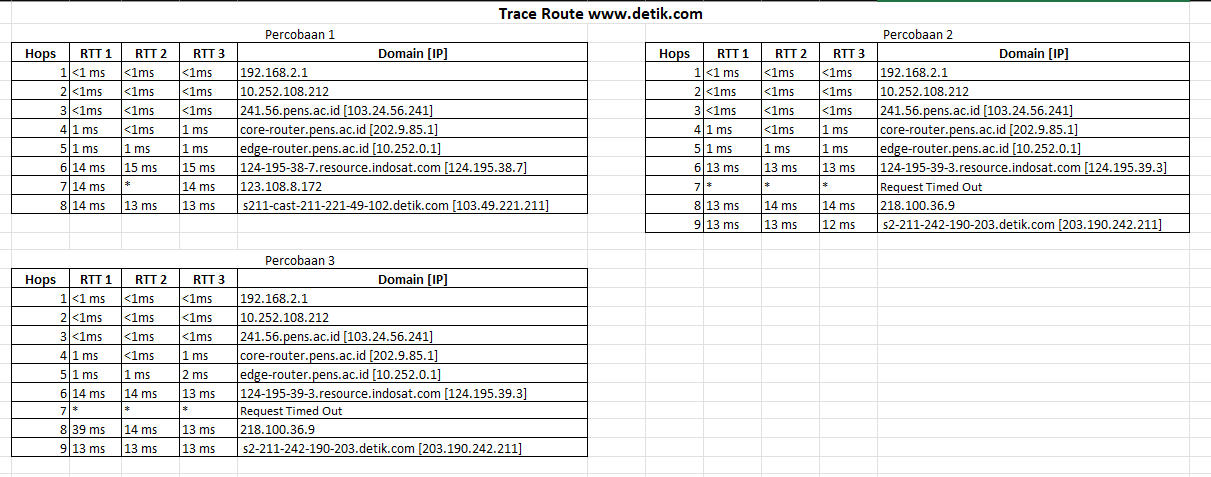 Trace Route www.detik.com
Percobaan 1
Hops RTT 1 RTT 2 RTT 3 Domain [IP]
1 <1 ms <1ms <1ms 192.168.2.1
2 <1ms <1ms <1ms 10.252.108.212
3 <1ms <1ms <1ms 241.56.pens.ac.id [103.24.56.241]
4 1 ms <1ms 1 ms core-router.pens.ac.id [202.9.85.1]
5 1 ms 1 ms 1 ms edge-router.pens.ac.id [10.252.0.1]
6 14 ms 15 ms 15 ms 124-195-38-7.resource.indosat.com [124.195.38.7]
7 14 ms * 14 ms 123.108.8.172
8 14 ms 13 ms 13 ms s211-cast-211-221-49-102.detik.com [103.49.221.211]
Percobaan 2
Hops RTT 1 RTT 2 RTT 3 Domain [IP]
1 <1 ms <1ms <1ms 192.168.2.1
2 <1ms <1ms <1ms 10.252.108.212
3 <1ms <1ms <1ms 241.56.pens.ac.id [103.24.56.241]
4 1 ms <1ms 1 ms core-router.pens.ac.id [202.9.85.1]
5 1 ms 1 ms 1 ms edge-router.pens.ac.id [10.252.0.1]
6 13 ms 13 ms 13 ms 124-195-39-3.resource.indosat.com [124.195.39.3]
7 * * * Request Timed Out
8 13 ms 14 ms 14 ms 218.100.36.9
9 13 ms 13 ms 12 ms s2-211-242-190-203.detik.com [203.190.242.211]
Percobaan 3
Hops RTT 1 RTT 2 RTT 3 Domain [IP]
1 <1 ms <1ms <1ms 192.168.2.1
2 <1ms <1ms <1ms 10.252.108.212
3 <1ms <1ms <1ms 241.56.pens.ac.id [103.24.56.241]
4 1 ms <1ms 1 ms core-router.pens.ac.id [202.9.85.1]
5 1 ms 1 ms 2 ms edge-router.pens.ac.id [10.252.0.1]
6 14 ms 14 ms 13 ms 124-195-39-3.resource.indosat.com [124.195.39.3]
7 * * * Request Timed Out
8 39 ms 14 ms 13 ms 218.100.36.9
9 13 ms 13 ms 13 ms s2-211-242-190-203.detik.com [203.190.242.211]